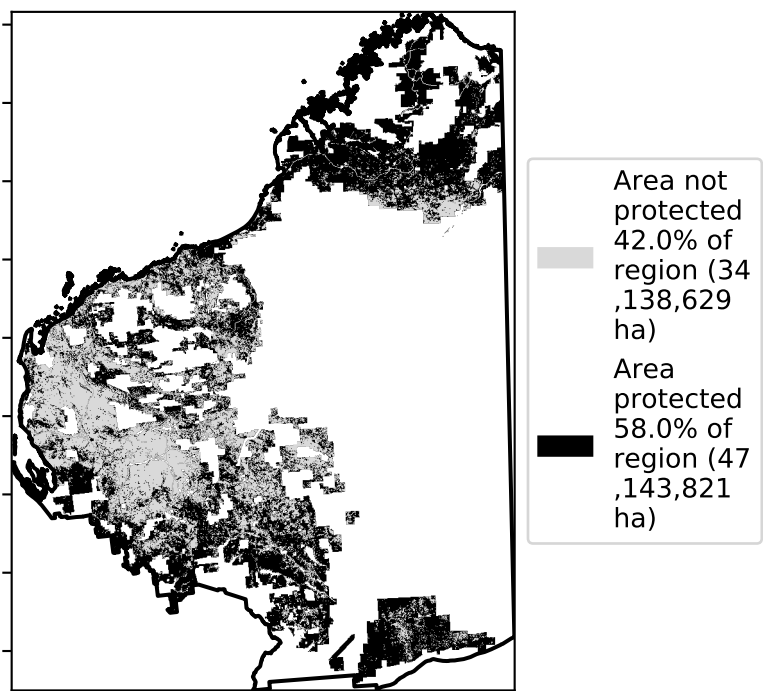 Area not
protected
42.0% of
region (34
,138,629
ha)
Area
protected
58.0% of
region (47
,143,821
ha)